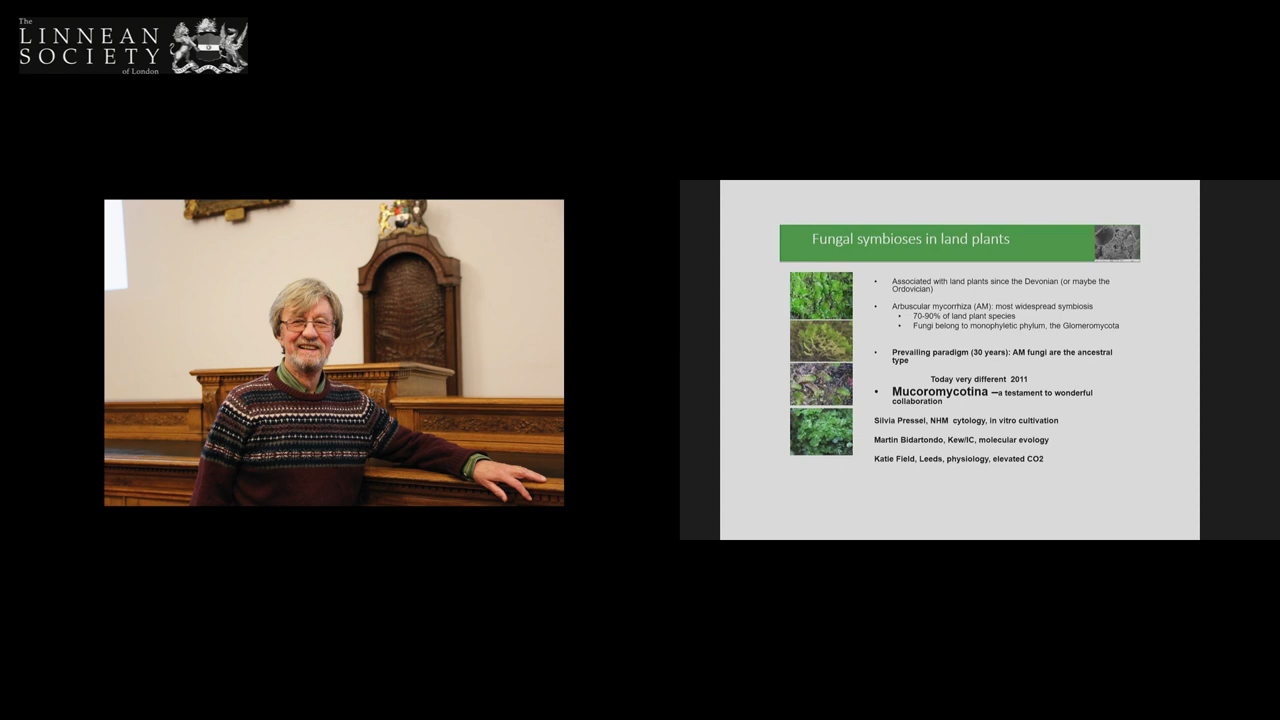 The
LINNEAN
SOCIETY
of London
Fungal symbioses in land plants
• Associated with land plants since the Devonian (or maybe the
Ordovician)
• Arbuscular mycorrhiza (AM): most widespread symbiosis
• 70-90% of land plant species
• Fungi belong to monophyletic phylum, the Glomeromycota
• Prevailing paradigm (30 years): AM fungi are the ancestral
type
Today very different 2011
• Mucoromycotina –a testament to wonderful
collaboration
Silvia Pressel, NHM cytology, in vitro cultivation
Martin Bidartondo, Kew/IC, molecular evology
Katie Field, Leeds, physiology, elevated CO2